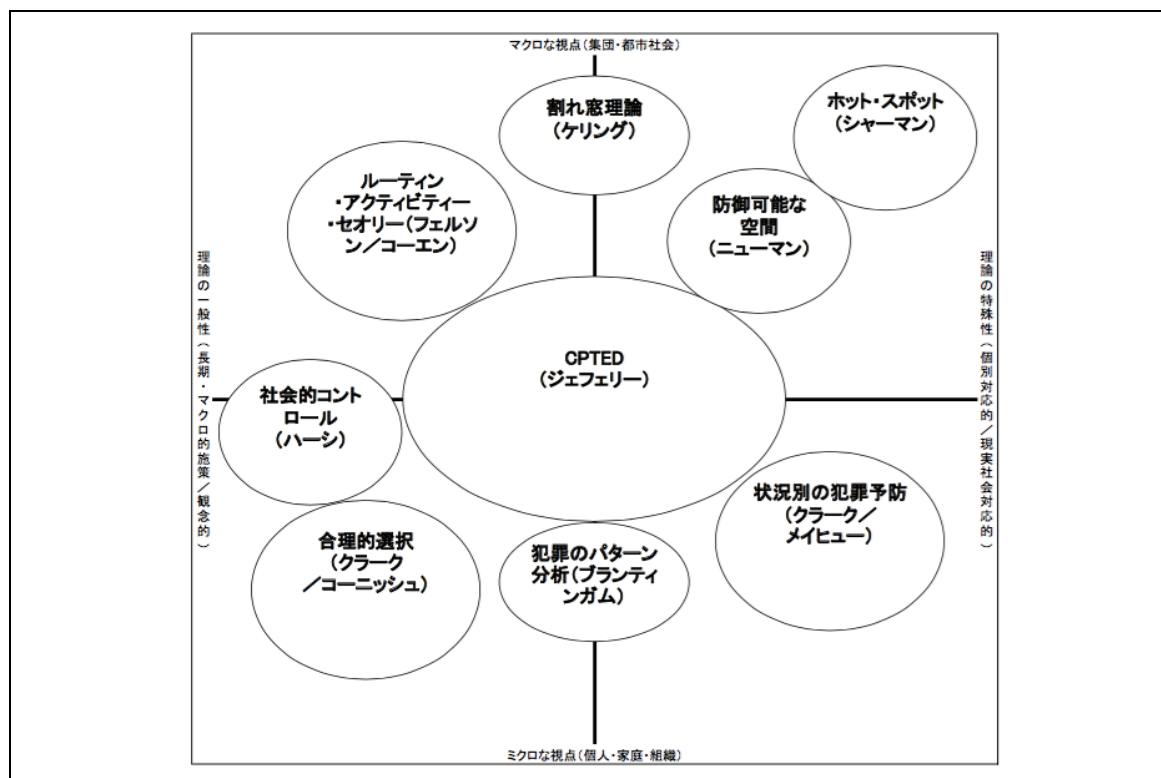 マクロな視点(集団・都市社会)
割れ窓理論
(ケリング)
ホット・スポット
(シャーマン)
ルーティン
・アクティビティー
・セオリー(フェルソ
ン/コーエン)
防御可能な
空間
(ニューマン)
理論の一般性(長期・マクロ的施策/観念的)
理論の特殊性(個別対応的/現実社会対応的)
CPTED
(ジェフェリー)
社会的コント
ロール
(ハーシ)
状況別の犯罪予防
(クラーク/
メイヒュー)
合理的選択
(クラーク
/コーニッシュ)
犯罪のパターン
分析(ブランティ
ンガム)
ミクロな視点(個人・家庭・組織)